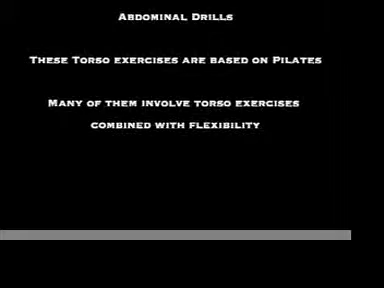 Abdominal Drills
These Torso exercises are based on Pilates
Many of them involve torso exercises
combined with flexibility